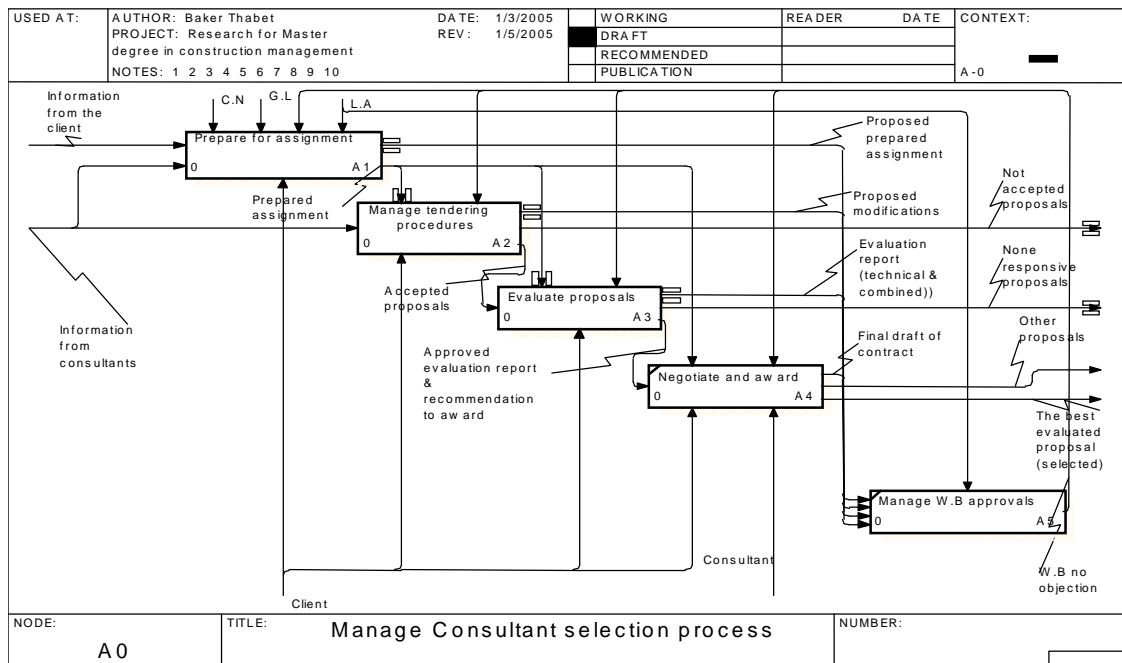 USED AT:
AUTHOR: Baker Thabet
DATE: 1/3/2005
PROJECT: Research for Master
REV: 1/5/2005
degree in construction management
NOTES: 1 2 3 4 5 6 7 8 9 10
WORKING
DRAFT
RECOMMENDED
PUBLICATION
READER
DATE
CONTEXT:
A-0
Information
from the
client
C.N
G.L
L.A
Prepare for assignment
0
A1
Proposed
prepared
assignment
Prepared
assignment
Manage tendering
procedures
0
A2
Proposed
modifications
Not
accepted
proposals
Accepted
proposals
Evaluate proposals
0
A3
Evaluation
report
(technical &
combined))
None
responsive
proposals
Information
from
consultants
Approved
evaluation report
&
recommendation
to award
Negotiate and award
0
A4
Final draft of
contract
Other
proposals
The best
evaluated
proposal
(selected)
Manage W.B approvals
0
A5
Consultant
W.B no
objection
Client
NODE:
A0
TITLE:
Manage Consultant selection process
NUMBER: